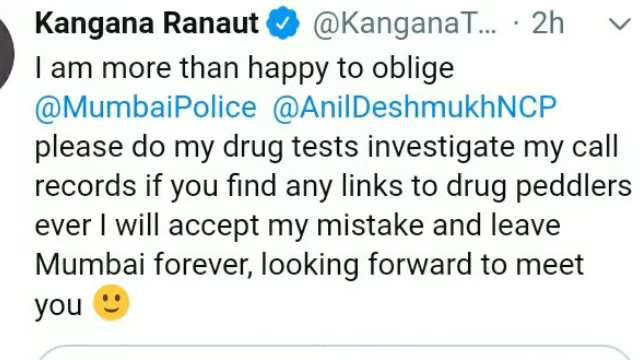 Kangana Ranaut @KanganaT... · 2h
I am more than happy to oblige
@MumbaiPolice @AnilDeshmukhNCP
please do my drug tests investigate my call
records if you find any links to drug peddlers
ever I will accept my mistake and leave
Mumbai forever, looking forward to meet
you 🙂